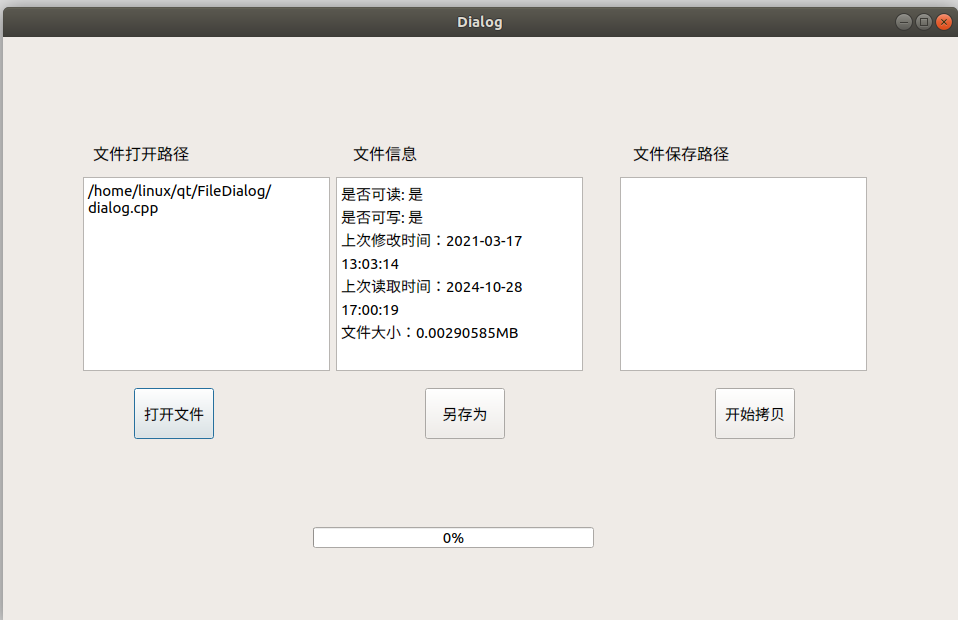 Dialog
文件打开路径
文件信息
文件保存路径
/home/linux/qt/FileDialog/
dialog.cpp
是否可读: 是
是否可写: 是
上次修改时间：2021-03-17
13:03:14
上次读取时间：2024-10-28
17:00:19
文件大小：0.00290585MB
打开文件
另存为
开始拷贝
0%